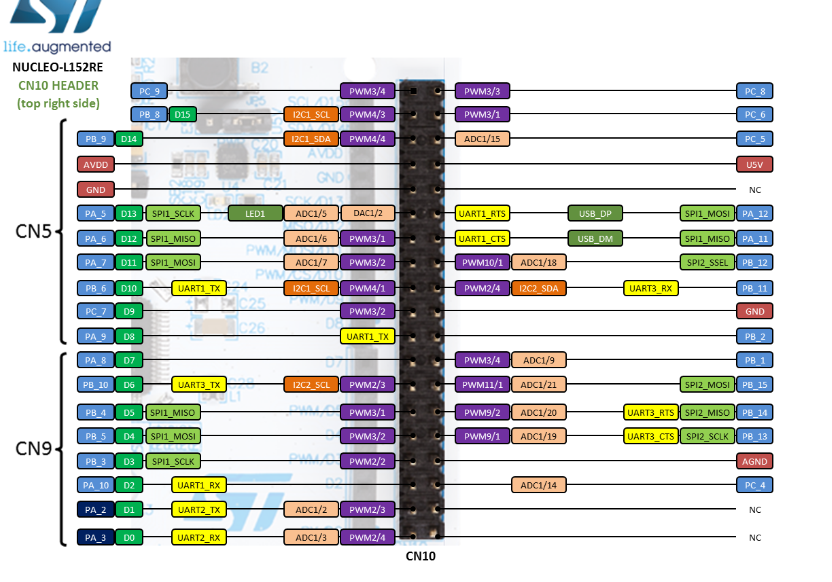 life.augmented
NUCLEO-L152RE
CN10 HEADER
(top right side)
B2
PC_9 PWM3/4 PWM3/3 PC_8
PB_8 D15 I2C1_SCL PWM4/3 PWM3/1 PC_6
PB_9 D14 I2C1_SDA PWM4/4 ADC1/15 PC_5
AVDD AVDD U5V
GND GND NC
CN5
PA_5 D13 SPI1_SCLK LED1 ADC1/5 DAC1/2 UART1_RTS USB_DP SPI1_MOSI PA_12
PA_6 D12 SPI1_MISO ADC1/6 PWM3/1 UART1_CTS USB_DM SPI1_MISO PA_11
PA_7 D11 SPI1_MOSI ADC1/7 PWM3/2 PWM10/1 ADC1/18 SPI2_SSEL PB_12
PB_6 D10 UART1_TX I2C1_SCL PWM4/1 PWM2/4 I2C2_SDA UART3_RX PB_11
C25
PC_7 D9 PWM3/2 GND
C26
PA_9 D8 UART1_TX PB_2
PA_8 D7 D7 PWM3/4 ADC1/9 PB_1
PB_10 D6 UART3_TX I2C2_SCL PWM2/3 PWM11/1 ADC1/21 SPI2_MOSI PB_15
PB_4 D5 SPI1_MISO PWM3/1 PWM9/2 ADC1/20 UART3_RTS SPI2_MISO PB_14
PB_5 D4 SPI1_MOSI PWM3/2 PWM9/1 ADC1/19 UART3_CTS SPI2_SCLK PB_13
CN9
PB_3 D3 SPI1_SCLK PWM2/2 AGND
PA_10 D2 UART1_RX D2 ADC1/14 PC_4
PA_2 D1 UART2_TX ADC1/2 PWM2/3 NC
PA_3 D0 UART2_RX ADC1/3 PWM2/4 NC
CN10